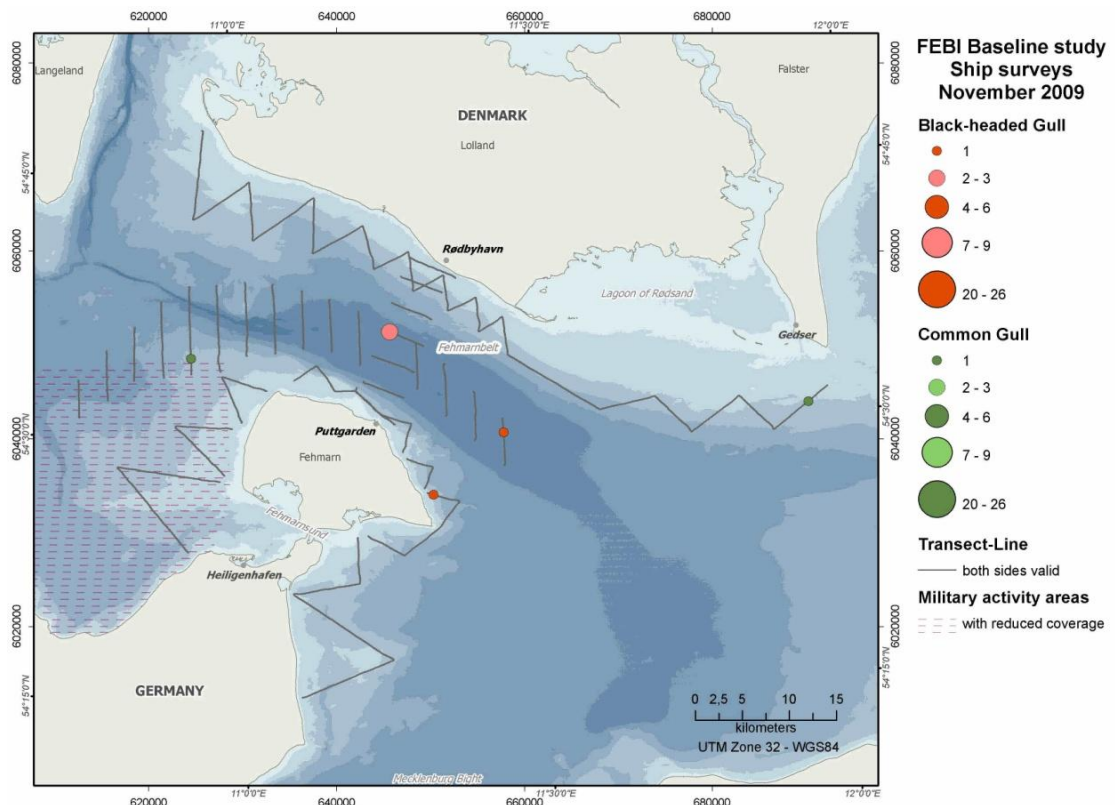 620000 640000 660000 680000
11°0'0"E 11°30'0"E 12°0'0"E
6080000
6060000
6040000
6020000
54°45'0"N
54°30'0"N
54°15'0"N
Langeland
DENMARK
Lolland
Falster
Rødbyhavn
Lagoon of Rødsand
Gedser
Fehmarnbelt
Puttgarden
Fehmarn
Fehmarnsund
Heiligenhafen
GERMANY
Mecklenburg Bight
0 2,5 5 10 15
kilometers
UTM Zone 32 - WGS84
6080000
6060000
6040000
6020000
54°45'0"N
54°30'0"N
54°15'0"N
620000 640000 660000 680000
11°0'0"E 11°30'0"E 12°0'0"E
FEBI Baseline study
Ship surveys
November 2009
Black-headed Gull
1
2 - 3
4 - 6
7 - 9
20 - 26
Common Gull
1
2 - 3
4 - 6
7 - 9
20 - 26
Transect-Line
both sides valid
Military activity areas
with reduced coverage